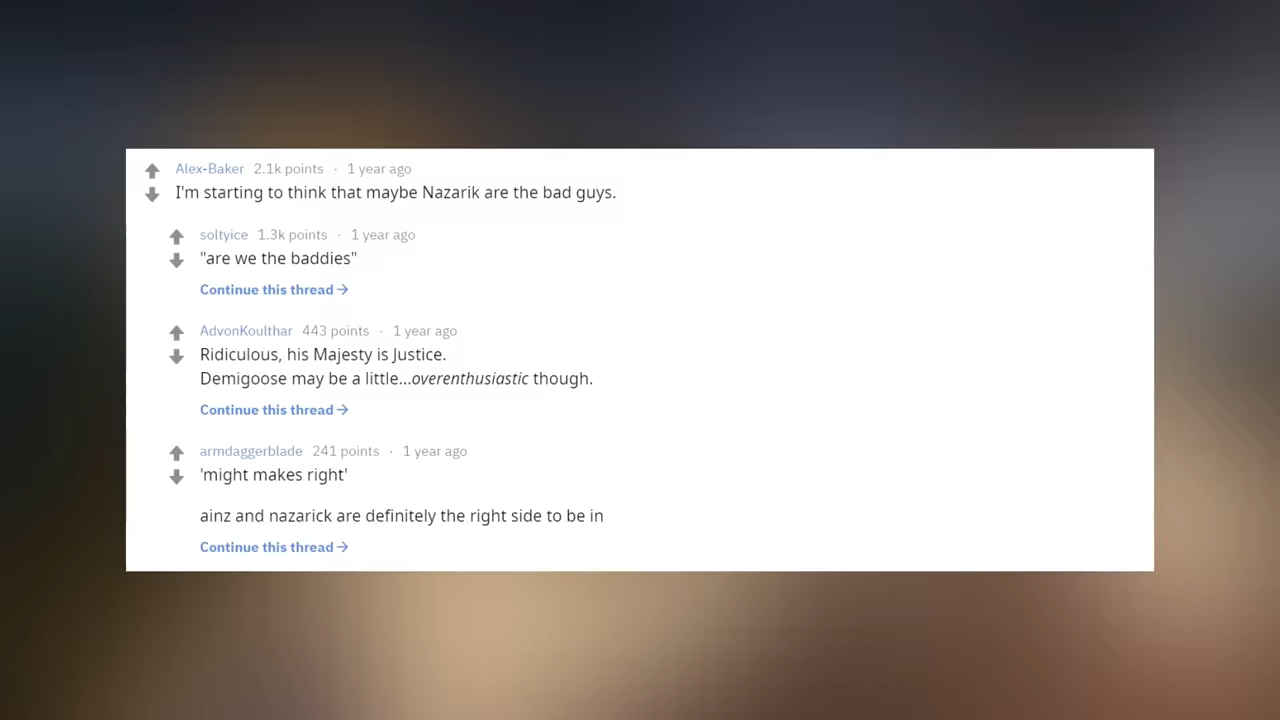 Alex-Baker 2.1k points · 1 year ago
I'm starting to think that maybe Nazarik are the bad guys.
soltyice 1.3k points · 1 year ago
"are we the baddies"
Continue this thread →
AdvonKoulthar 443 points · 1 year ago
Ridiculous, his Majesty is Justice.
Demigoose may be a little...overenthusiastic though.
Continue this thread →
armdaggerblade 241 points · 1 year ago
'might makes right'
ainz and nazarick are definitely the right side to be in
Continue this thread →